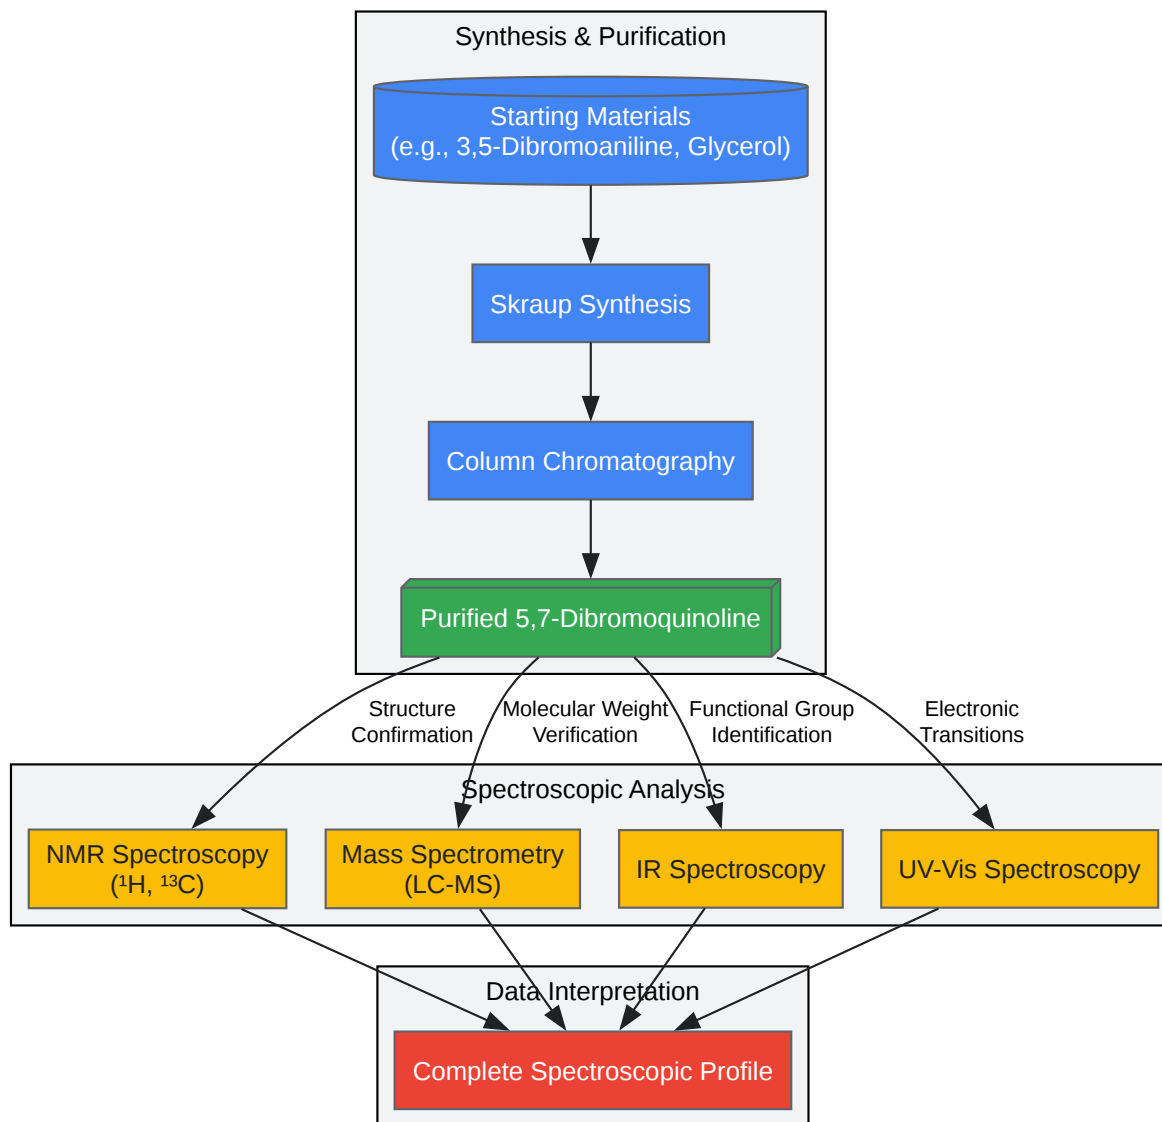 Synthesis & Purification
Starting Materials
(e.g., 3,5-Dibromoaniline, Glycerol)
Skraup Synthesis
Column Chromatography
Purified 5,7-Dibromoquinoline
Structure
Confirmation
Molecular Weight
Verification
Functional Group
Identification
Electronic
Transitions
Spectroscopic Analysis
NMR Spectroscopy
(¹H, ¹³C)
Mass Spectrometry
(LC-MS)
IR Spectroscopy
UV-Vis Spectroscopy
Data Interpretation
Complete Spectroscopic Profile